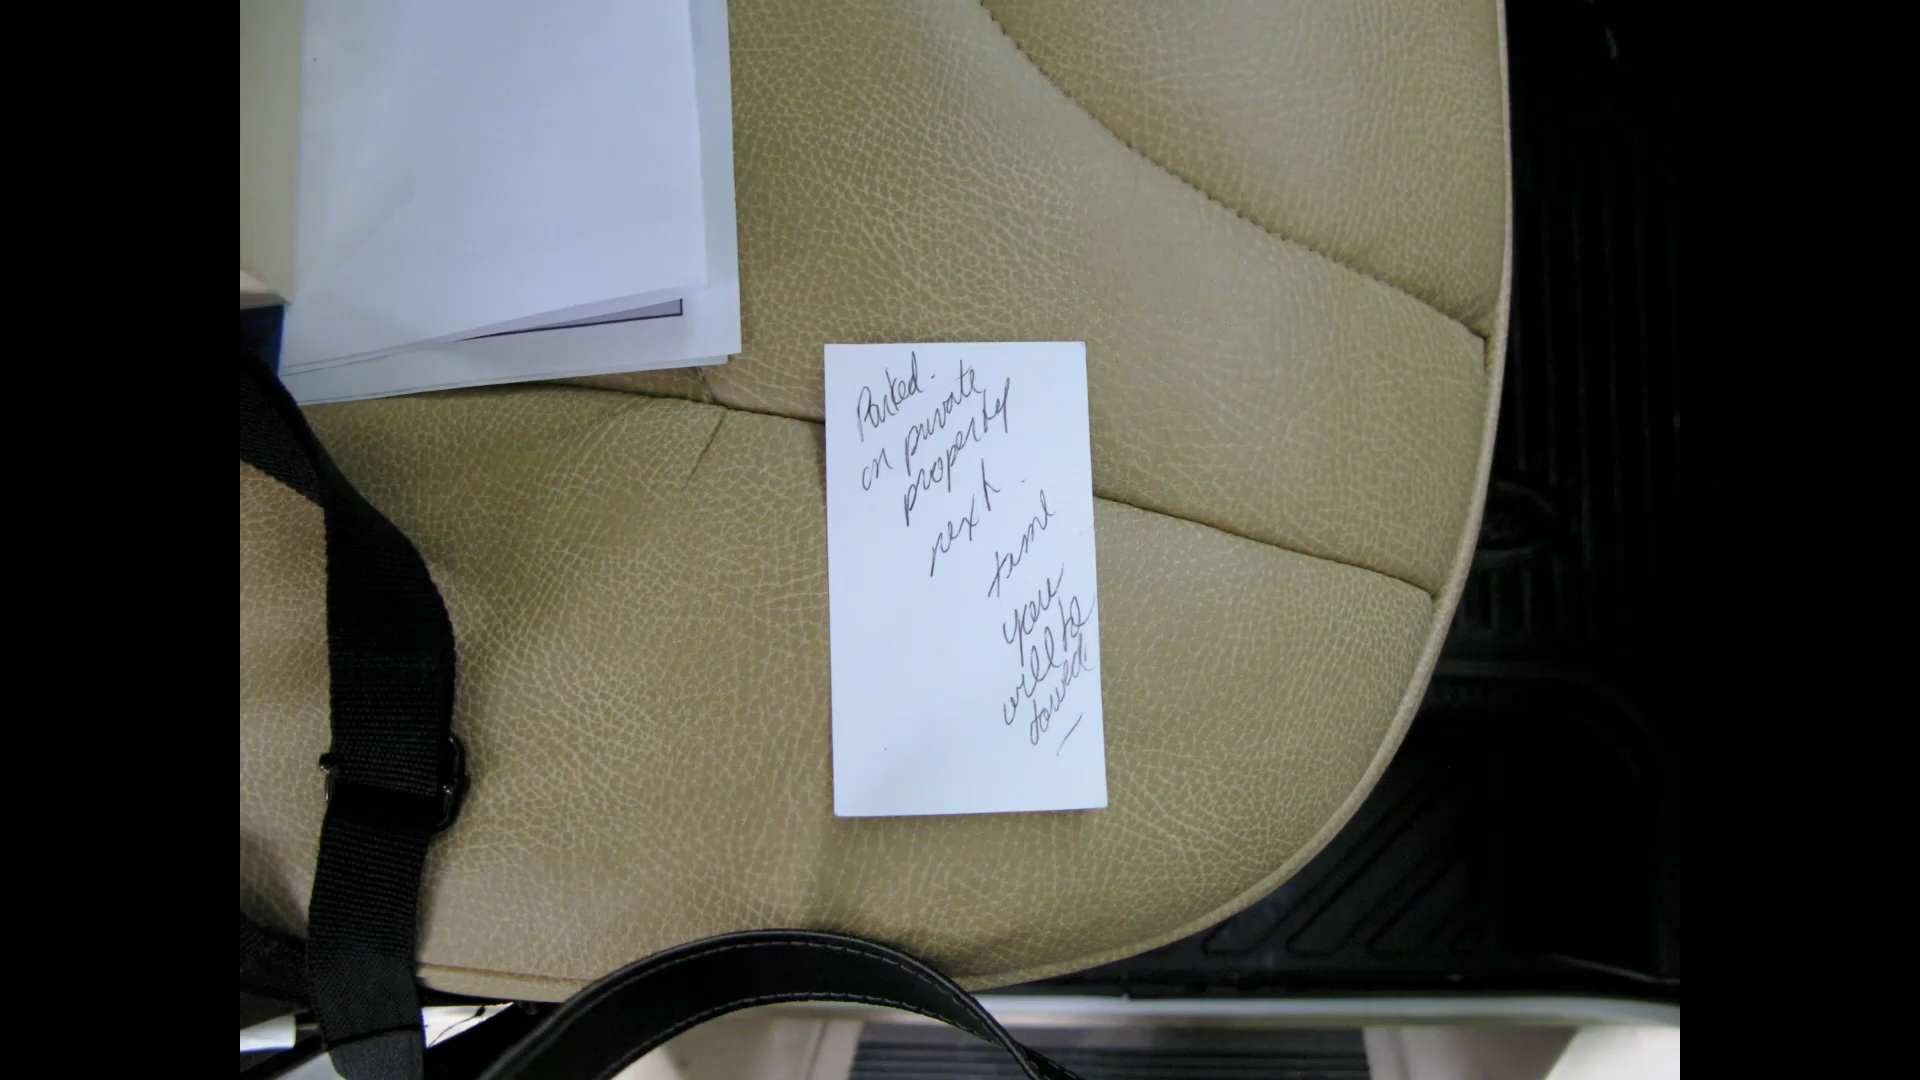 Parked.
on private
property
next
time
you
will be
towed